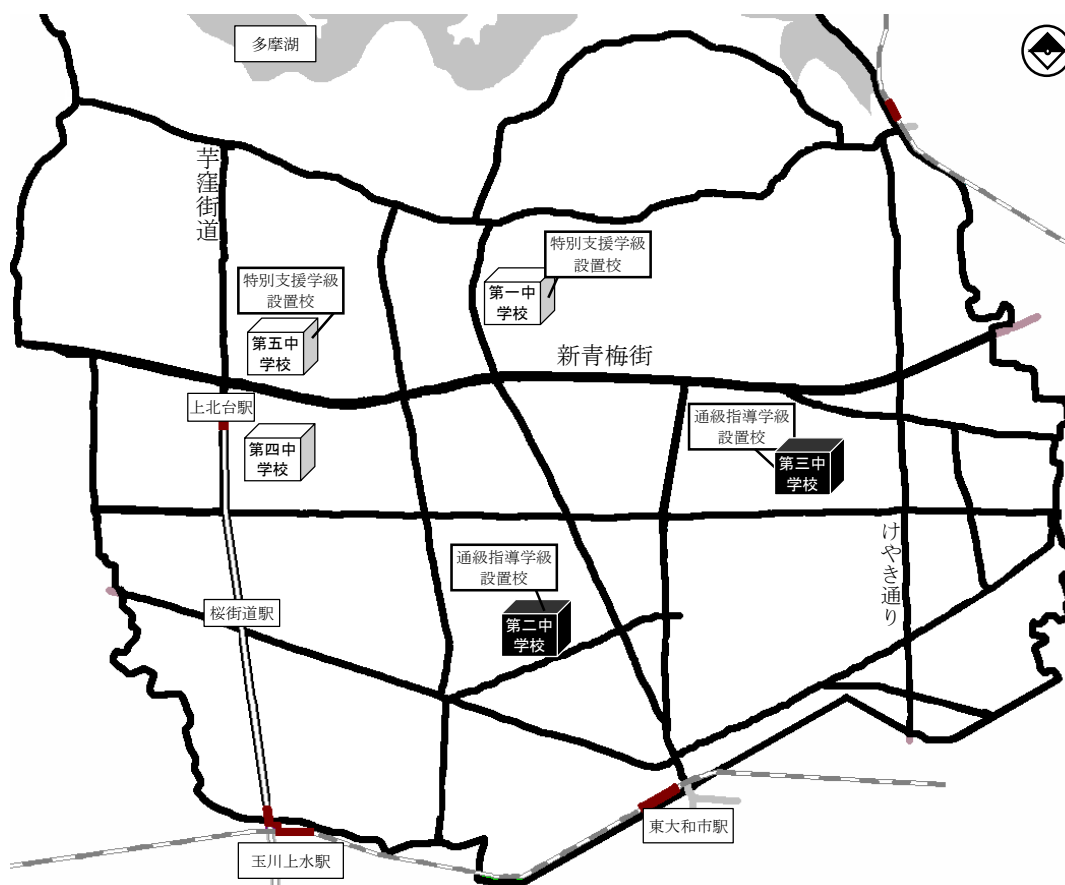 多摩湖
芋窪街道
特別支援学級
設置校
第一中
学校
特別支援学級
設置校
第五中
学校
新青梅街
上北台駅
第四中
学校
通級指導学級
設置校
第三中
学校
けやき通り
通級指導学級
設置校
第二中
学校
桜街道駅
東大和市駅
玉川上水駅